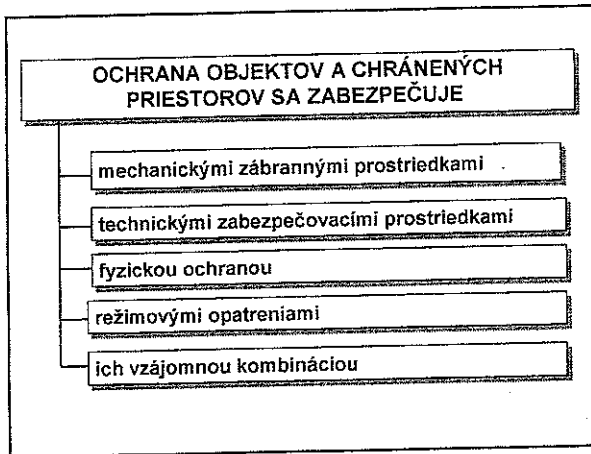 OCHRANA OBJEKTOV A CHRÁNENÝCH
PRIESTOROV SA ZABEZPEČUJE
mechanickými zábrannými prostriedkami
technickými zabezpečovacími prostriedkami
fyzickou ochranou
režimovými opatreniami
ich vzájomnou kombináciou